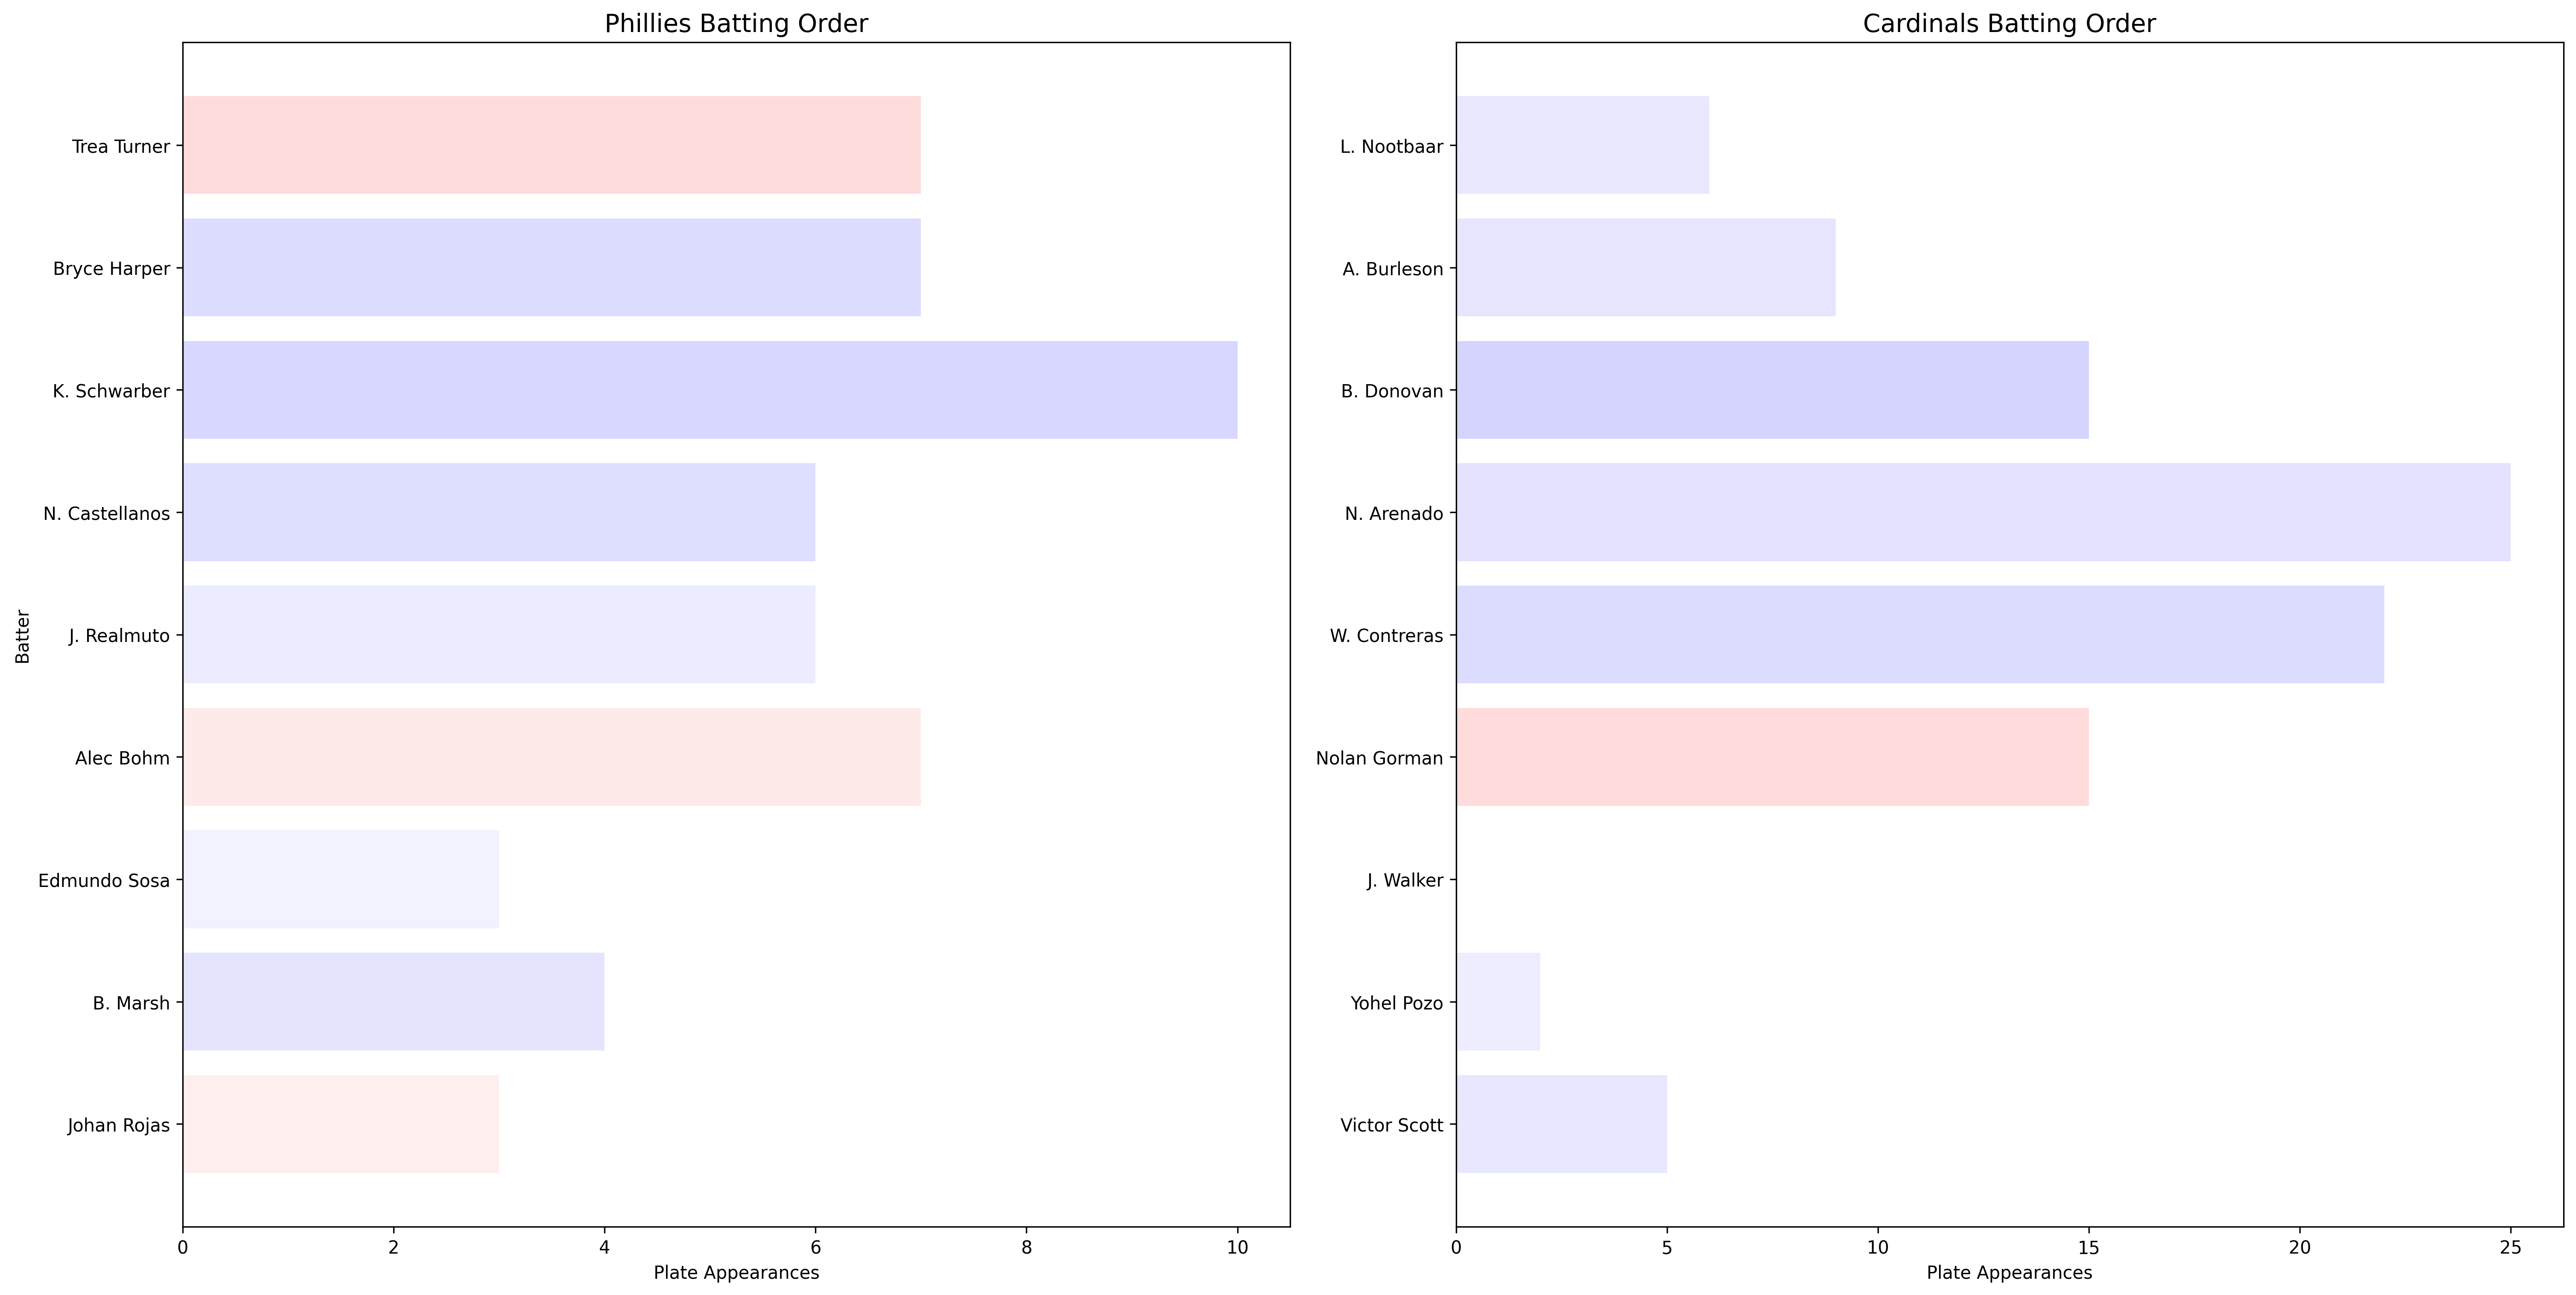 Phillies Batting Order
Batter
Trea Turner
Bryce Harper
K. Schwarber
N. Castellanos
J. Realmuto
Alec Bohm
Edmundo Sosa
B. Marsh
Johan Rojas
0 2 4 6 8 10
Plate Appearances
Cardinals Batting Order
L. Nootbaar
A. Burleson
B. Donovan
N. Arenado
W. Contreras
Nolan Gorman
J. Walker
Yohel Pozo
Victor Scott
0 5 10 15 20 25
Plate Appearances